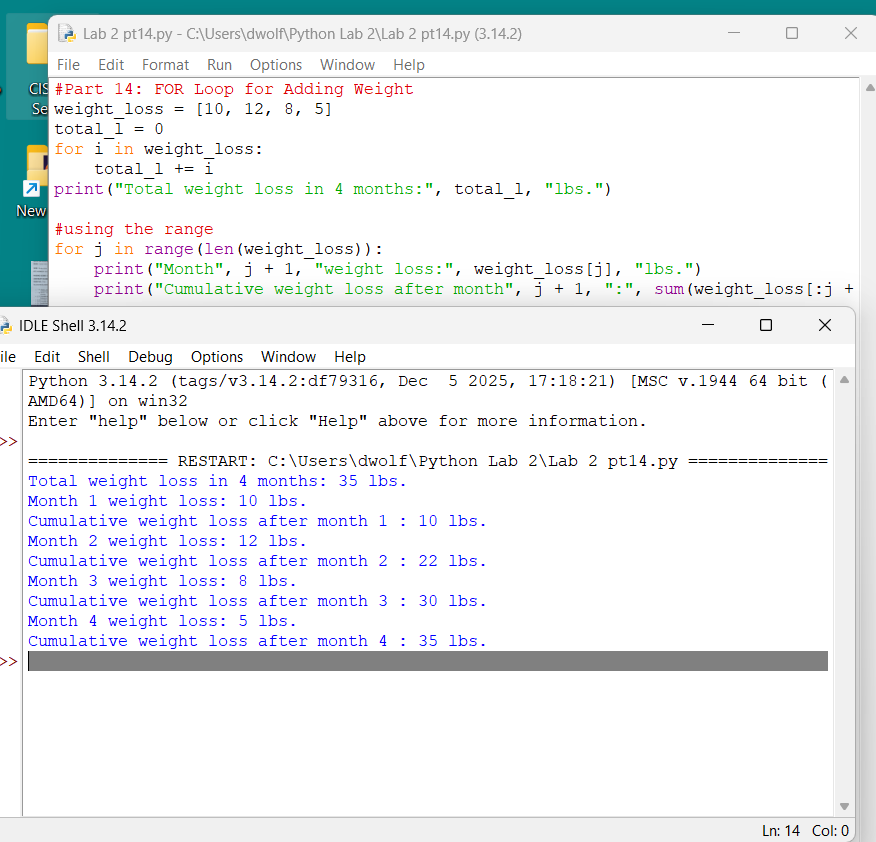 Lab 2 pt14.py - C:\Users\dwolf\Python Lab 2\Lab 2 pt14.py (3.14.2)
File Edit Format Run Options Window Help
CIS
Se
New
#Part 14: FOR Loop for Adding Weight
weight_loss = [10, 12, 8, 5]
total_l = 0
for i in weight_loss:
    total_l += i
print("Total weight loss in 4 months:", total_l, "lbs.")
#using the range
for j in range(len(weight_loss)):
    print("Month", j + 1, "weight loss:", weight_loss[j], "lbs.")
    print("Cumulative weight loss after month", j + 1, ":", sum(weight_loss[:j +
IDLE Shell 3.14.2
ile Edit Shell Debug Options Window Help
Python 3.14.2 (tags/v3.14.2:df79316, Dec  5 2025, 17:18:21) [MSC v.1944 64 bit (
AMD64)] on win32
Enter "help" below or click "Help" above for more information.
>>
============== RESTART: C:\Users\dwolf\Python Lab 2\Lab 2 pt14.py ==============
Total weight loss in 4 months: 35 lbs.
Month 1 weight loss: 10 lbs.
Cumulative weight loss after month 1 : 10 lbs.
Month 2 weight loss: 12 lbs.
Cumulative weight loss after month 2 : 22 lbs.
Month 3 weight loss: 8 lbs.
Cumulative weight loss after month 3 : 30 lbs.
Month 4 weight loss: 5 lbs.
Cumulative weight loss after month 4 : 35 lbs.
>>
Ln: 14 Col: 0